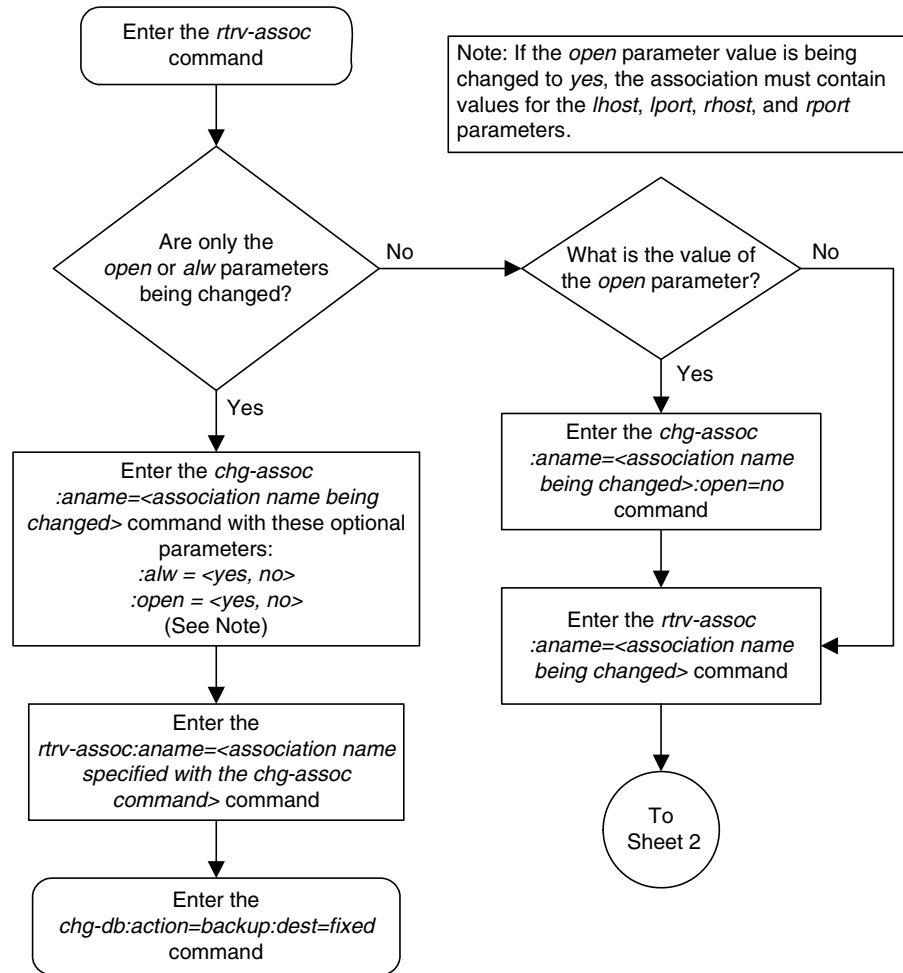 Enter the rtrv-assoc
command
Note: If the open parameter value is being
changed to yes, the association must contain
values for the lhost, lport, rhost, and rport
parameters.
Are only the
open or alw parameters
being changed?
No
What is the value of
the open parameter?
No
Yes
Yes
Enter the chg-assoc
:aname=<association name being
changed> command with these optional
parameters:
:alw = <yes, no>
:open = <yes, no>
(See Note)
Enter the chg-assoc
:aname=<association name
being changed>:open=no
command
Enter the rtrv-assoc
:aname=<association name
being changed> command
Enter the
rtrv-assoc:aname=<association name
specified with the chg-assoc
command> command
To
Sheet 2
Enter the
chg-db:action=backup:dest=fixed
command